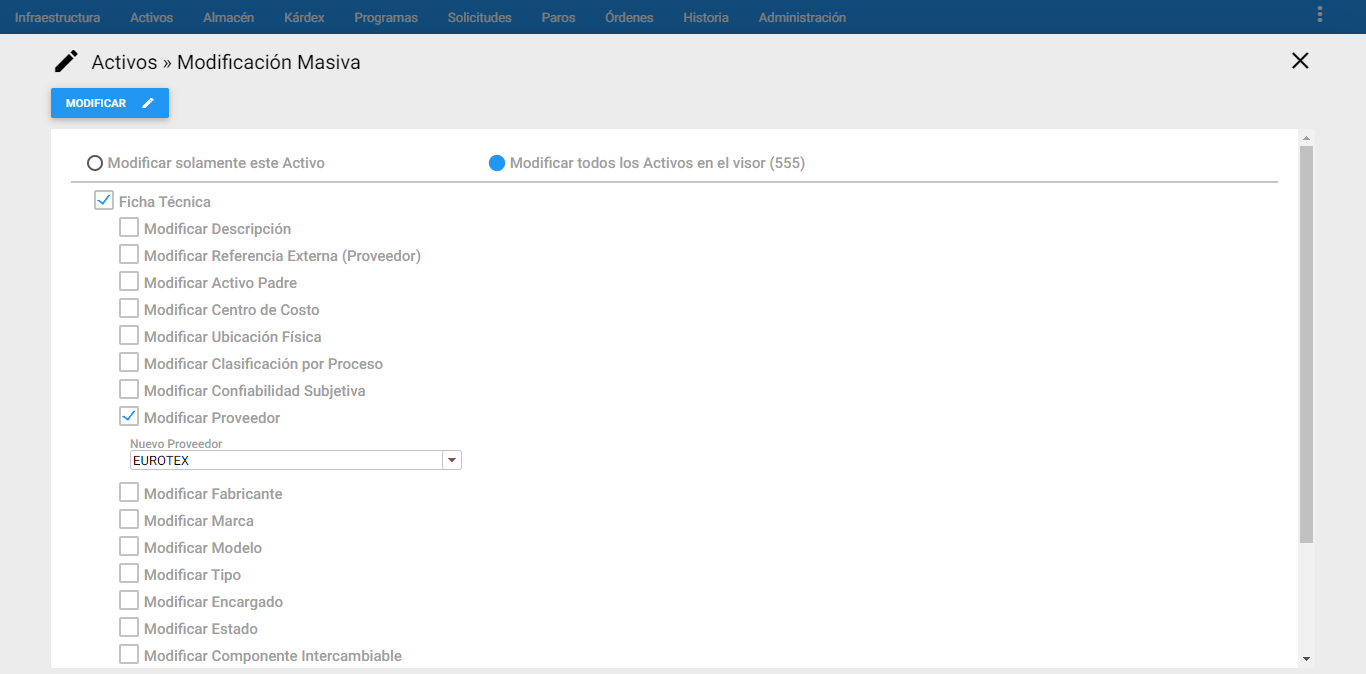 Infraestructura Activos Almacén Kárdex Programas Solicitudes Paros Órdenes Historia Administración
Activos » Modificación Masiva
MODIFICAR
Modificar solamente este Activo Modificar todos los Activos en el visor (555)
Ficha Técnica
Modificar Descripción
Modificar Referencia Externa (Proveedor)
Modificar Activo Padre
Modificar Centro de Costo
Modificar Ubicación Física
Modificar Clasificación por Proceso
Modificar Confiabilidad Subjetiva
Modificar Proveedor
Nuevo Proveedor
EUROTEX
Modificar Fabricante
Modificar Marca
Modificar Modelo
Modificar Tipo
Modificar Encargado
Modificar Estado
Modificar Componente Intercambiable